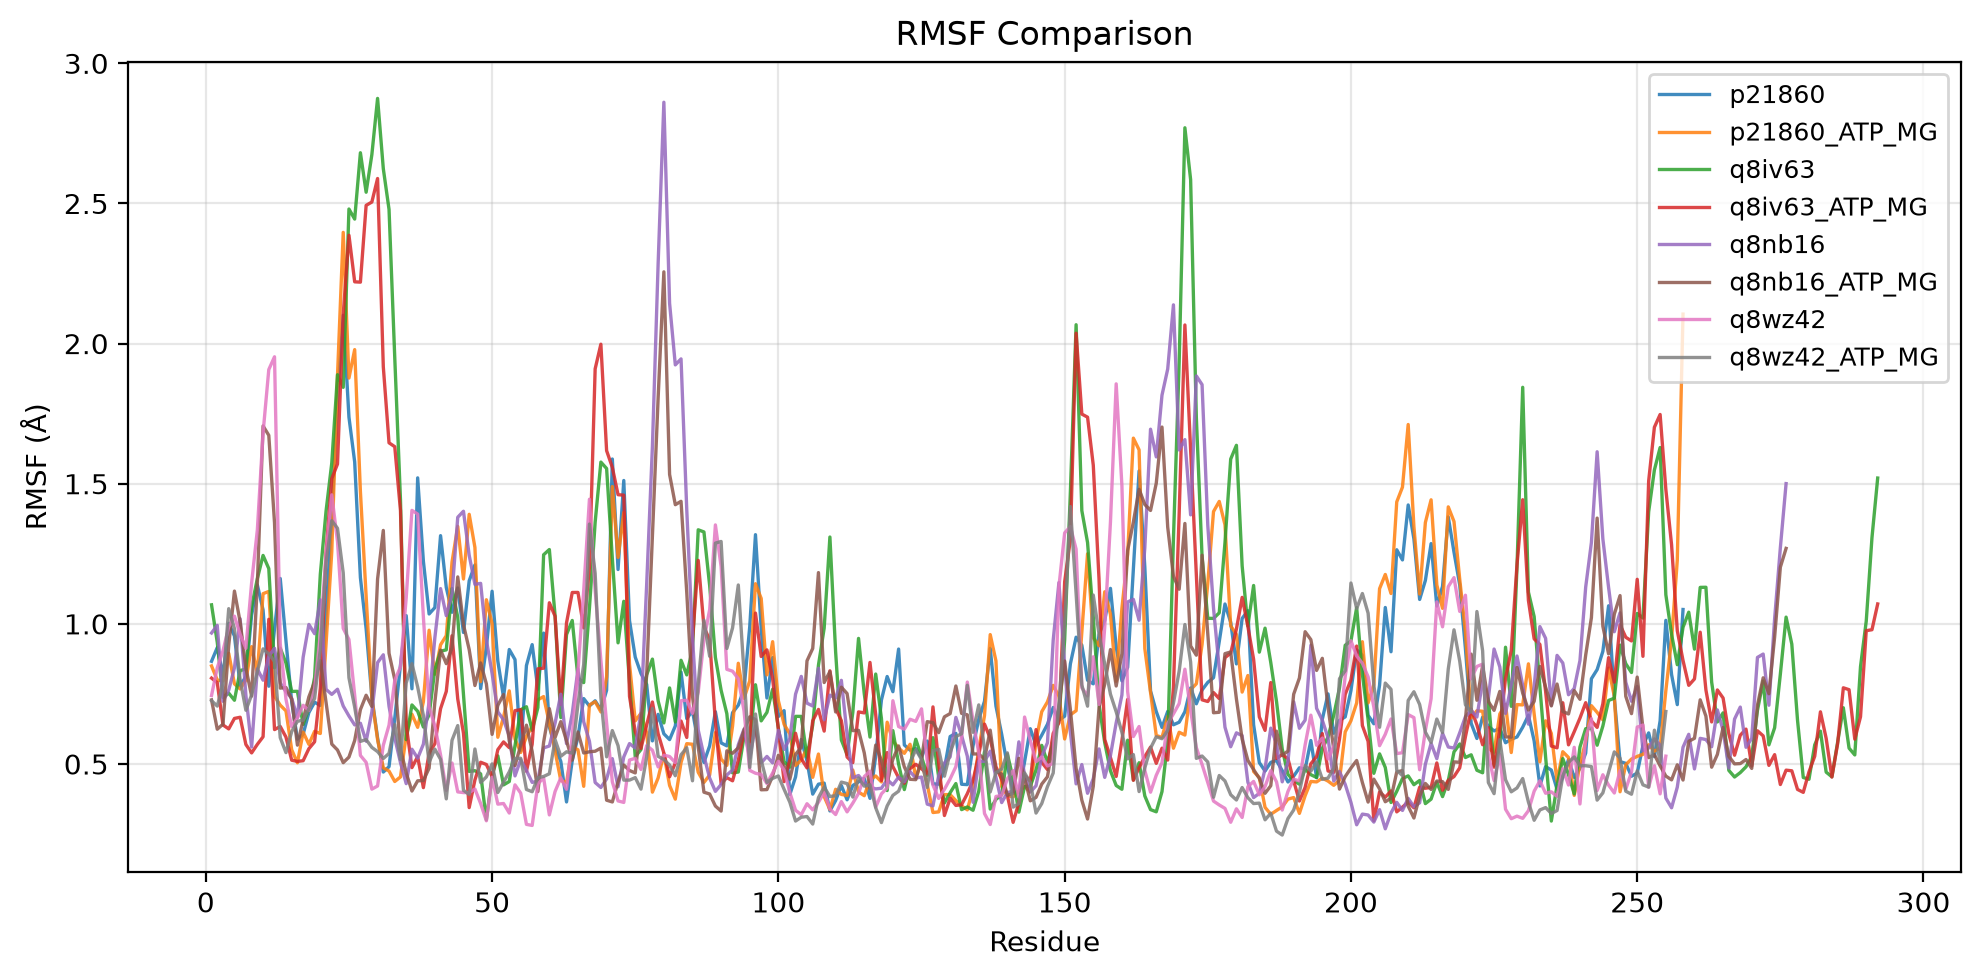 RMSF Comparison
3.0
2.5
2.0
1.5
1.0
0.5
RMSF (Å)
p21860
p21860_ATP_MG
q8iv63
q8iv63_ATP_MG
q8nb16
q8nb16_ATP_MG
q8wz42
q8wz42_ATP_MG
0 50 100 150 200 250 300
Residue